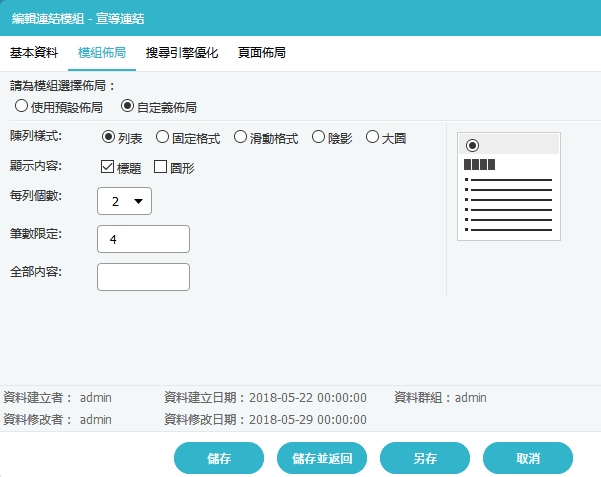 編輯連結模組 - 宣導連結
基本資料 模組佈局 搜尋引擎優化 頁面佈局
請為模組選擇佈局：
使用預設佈局 自定義佈局
陳列樣式: 列表 固定格式 滑動格式 陰影 大圖
顯示內容: 標題 圖形
每列個數: 2
筆數限定: 4
全部內容:
資料建立者： admin 資料建立日期：2018-05-22 00:00:00 資料群組：admin
資料修改者： admin 資料修改日期：2018-05-29 00:00:00
儲存 儲存並返回 另存 取消